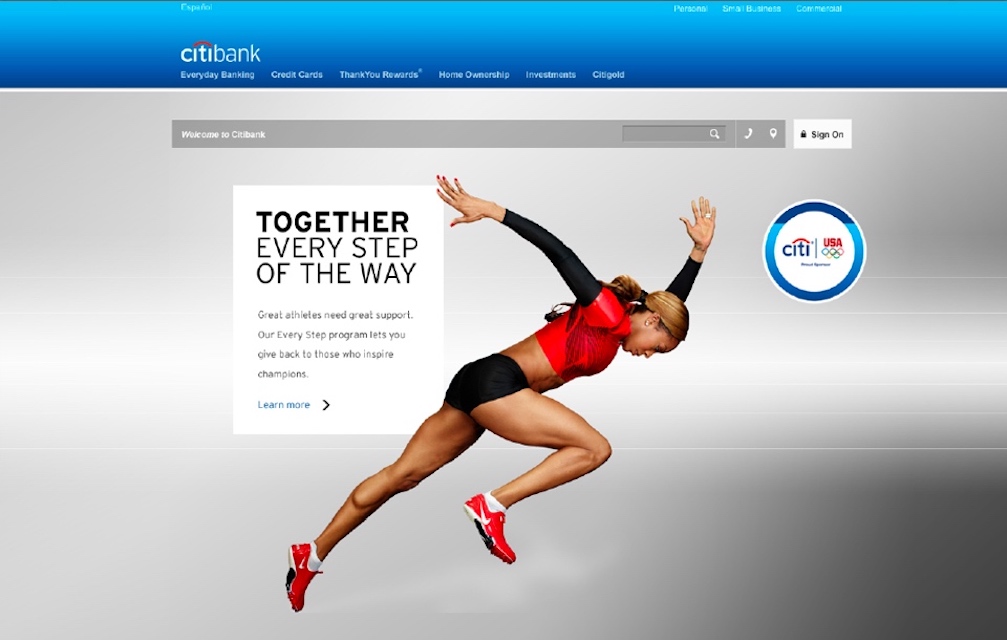 Español
Personal Small Business Commercial
citibank
Everyday Banking Credit Cards ThankYou Rewards® Home Ownership Investments Citigold
Welcome to Citibank
Sign On
TOGETHER
EVERY STEP
OF THE WAY
Great athletes need great support.
Our Every Step program lets you
give back to those who inspire
champions.
Learn more
citi® USA
Proud Sponsor